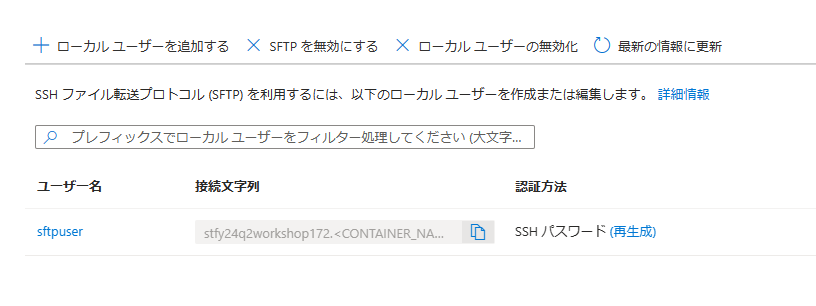 ローカル ユーザーを追加する SFTP を無効にする ローカル ユーザーの無効化 最新の情報に更新
SSH ファイル転送プロトコル (SFTP) を利用するには、以下のローカル ユーザーを作成または編集します。 詳細情報
プレフィックスでローカル ユーザーをフィルター処理してください (大文字...
ユーザー名 接続文字列 認証方法
sftpuser stfy24q2workshop172.<CONTAINER_NA... SSH パスワード (再生成)